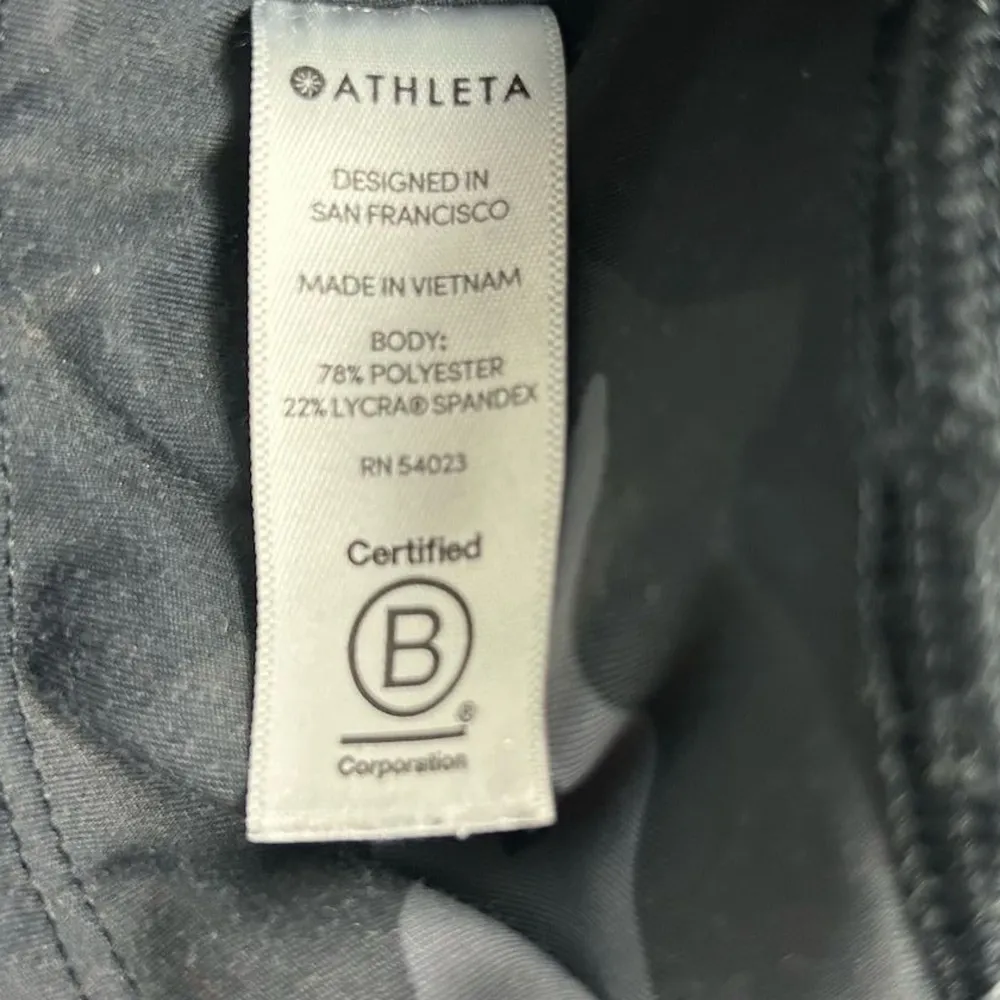 ATHLETA
DESIGNED IN
SAN FRANCISCO
MADE IN VIETNAM
BODY:
78% POLYESTER
22% LYCRA® SPANDEX
RN 54023
Certified
B
®
Corporation